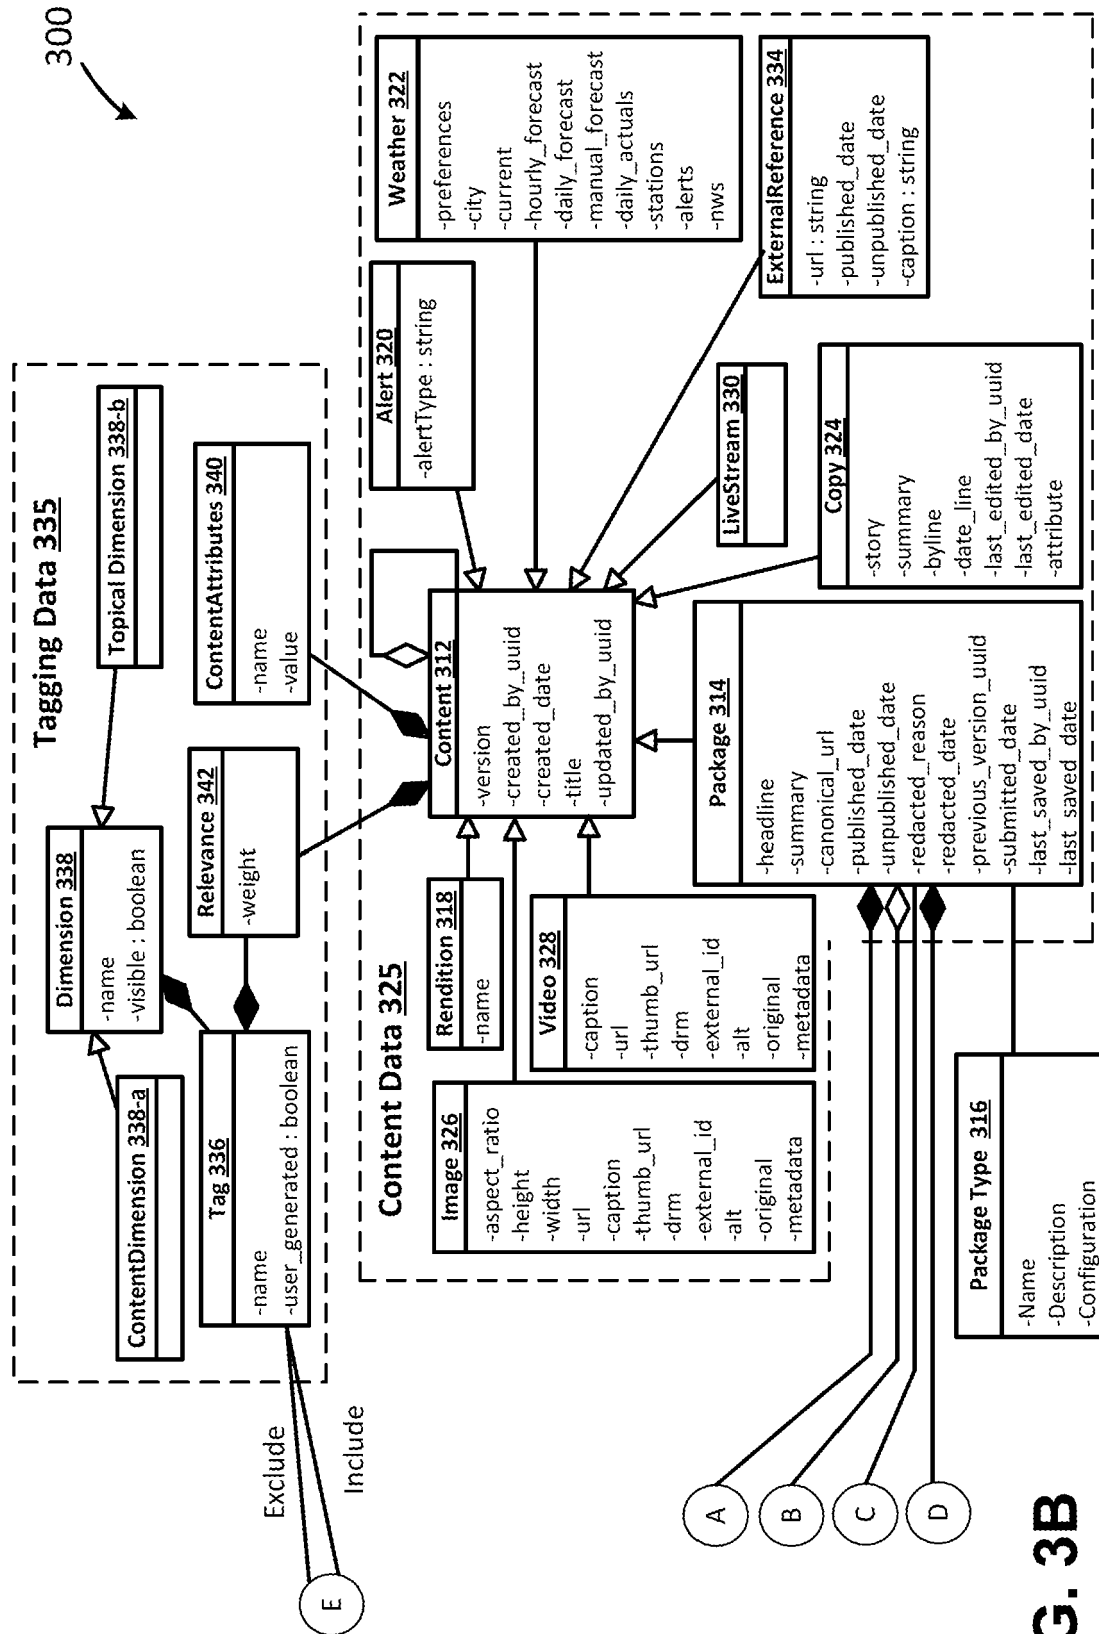 300
Tagging Data 335
ContentDimension 338-a
Dimension 338
-name
-visible : boolean
Topical Dimension 338-b
Tag 336
-name
-user_generated : boolean
Relevance 342
-weight
ContentAttributes 340
-name
-value
Exclude
Include
E
Content Data 325
Image 326
-aspect_ratio
-height
-width
-url
-caption
-thumb_url
-drm
-external_id
-alt
-original
-metadata
Rendition 318
-name
Video 328
-caption
-url
-thumb_url
-drm
-external_id
-alt
-original
-metadata
Content 312
-version
-created_by_uuid
-created_date
-title
-updated_by_uuid
Alert 320
-alertType : string
Weather 322
-preferences
-city
-current
-hourly_forecast
-daily_forecast
-manual_forecast
-daily_actuals
-stations
-alerts
-nws
LiveStream 330
ExternalReference 334
-url : string
-published_date
-unpublished_date
-caption : string
Package 314
-headline
-summary
-canonical_url
-published_date
-unpublished_date
-redacted_reason
-redacted_date
-previous_version_uuid
-submitted_date
-last_saved_by_uuid
-last_saved_date
Copy 324
-story
-summary
-byline
-date_line
-last_edited_by_uuid
-last_edited_date
-attribute
A
B
C
D
Package Type 316
-Name
-Description
-Configuration
G. 3B